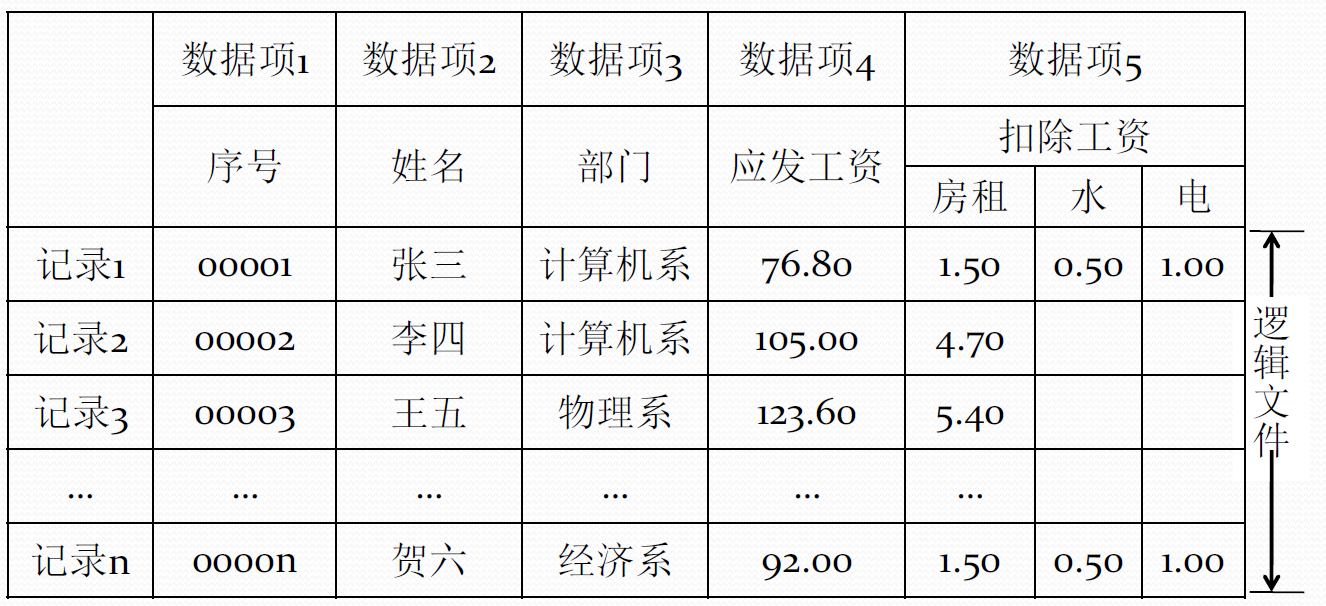 数据项1 数据项2 数据项3 数据项4 数据项5
序号 姓名 部门 应发工资 扣除工资
房租 水 电
记录1 00001 张三 计算机系 76.80 1.50 0.50 1.00
记录2 00002 李四 计算机系 105.00 4.70
记录3 00003 王五 物理系 123.60 5.40
... ... ... ... ... ...
记录n 0000n 贺六 经济系 92.00 1.50 0.50 1.00
逻辑文件